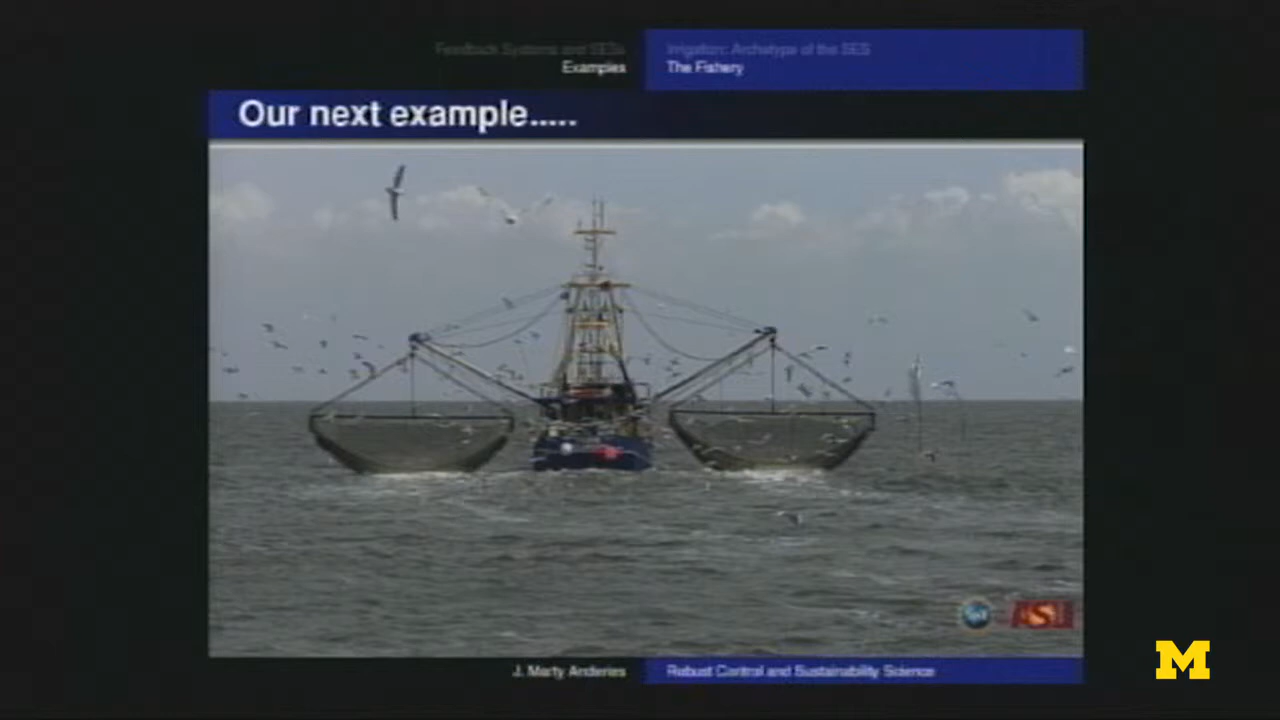 Feedback Systems and SESs
Examples
Irrigation: Archetype of the SES
The Fishery
Our next example.....
ASU
J. Marty Anderies
Robust Control and Sustainability Science
M